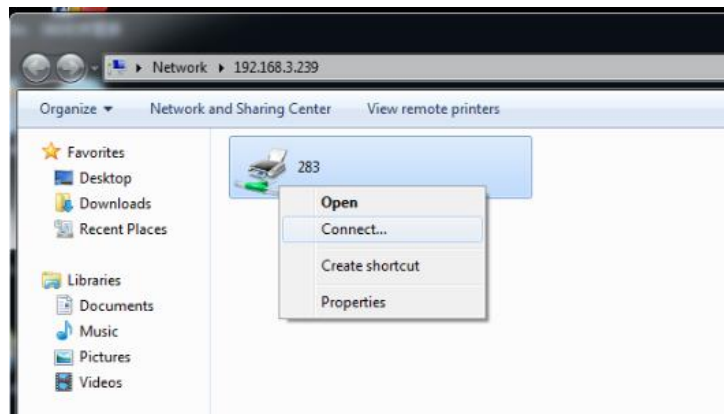 Network ▸ 192.168.3.239
Organize ▾ Network and Sharing Center View remote printers
Favorites
Desktop
Downloads
Recent Places
Libraries
Documents
Music
Pictures
Videos
283
Open
Connect...
Create shortcut
Properties